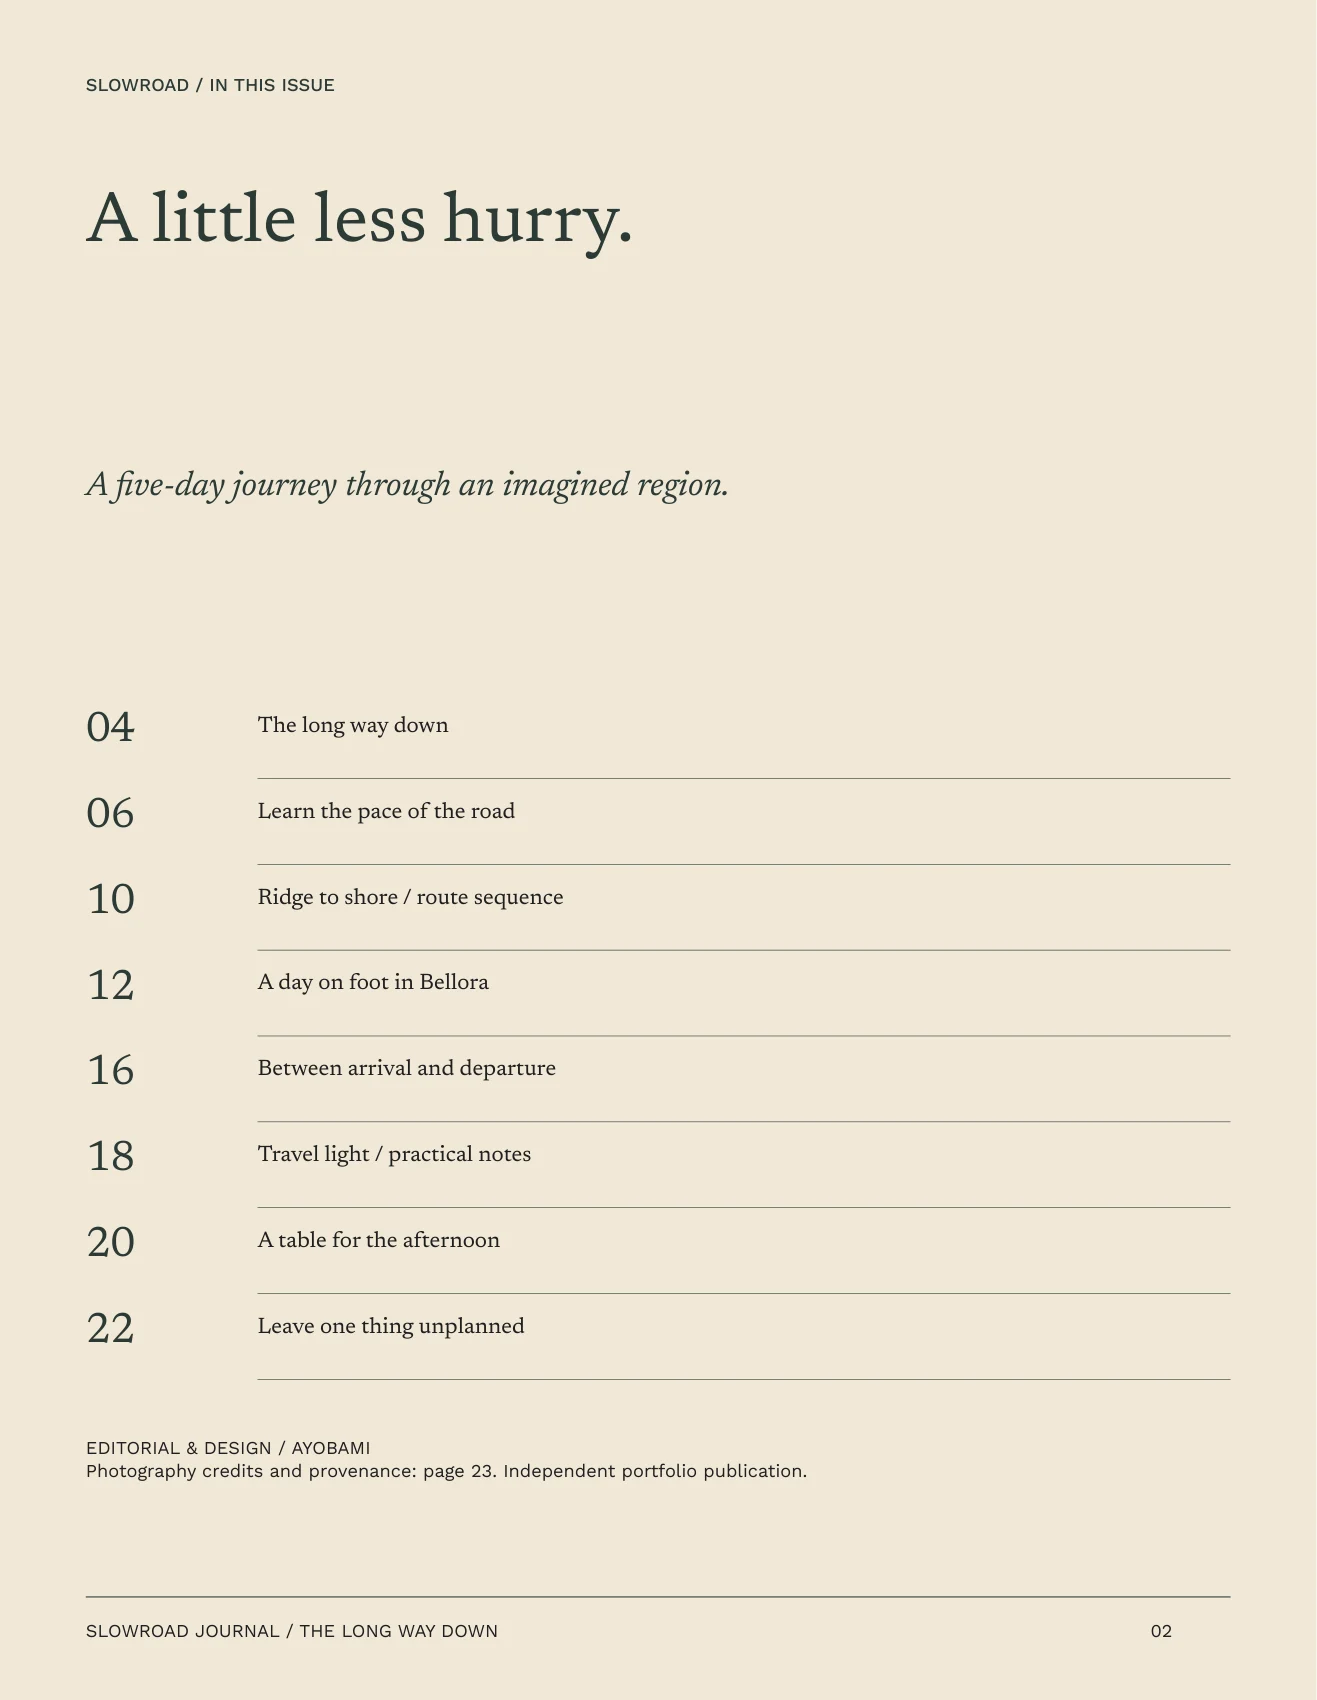 SLOWROAD / IN THIS ISSUE
A little less hurry.
A five-day journey through an imagined region.
04 The long way down
06 Learn the pace of the road
10 Ridge to shore / route sequence
12 A day on foot in Bellora
16 Between arrival and departure
18 Travel light / practical notes
20 A table for the afternoon
22 Leave one thing unplanned
EDITORIAL & DESIGN / AYOBAMI
Photography credits and provenance: page 23. Independent portfolio publication.
SLOWROAD JOURNAL / THE LONG WAY DOWN 02